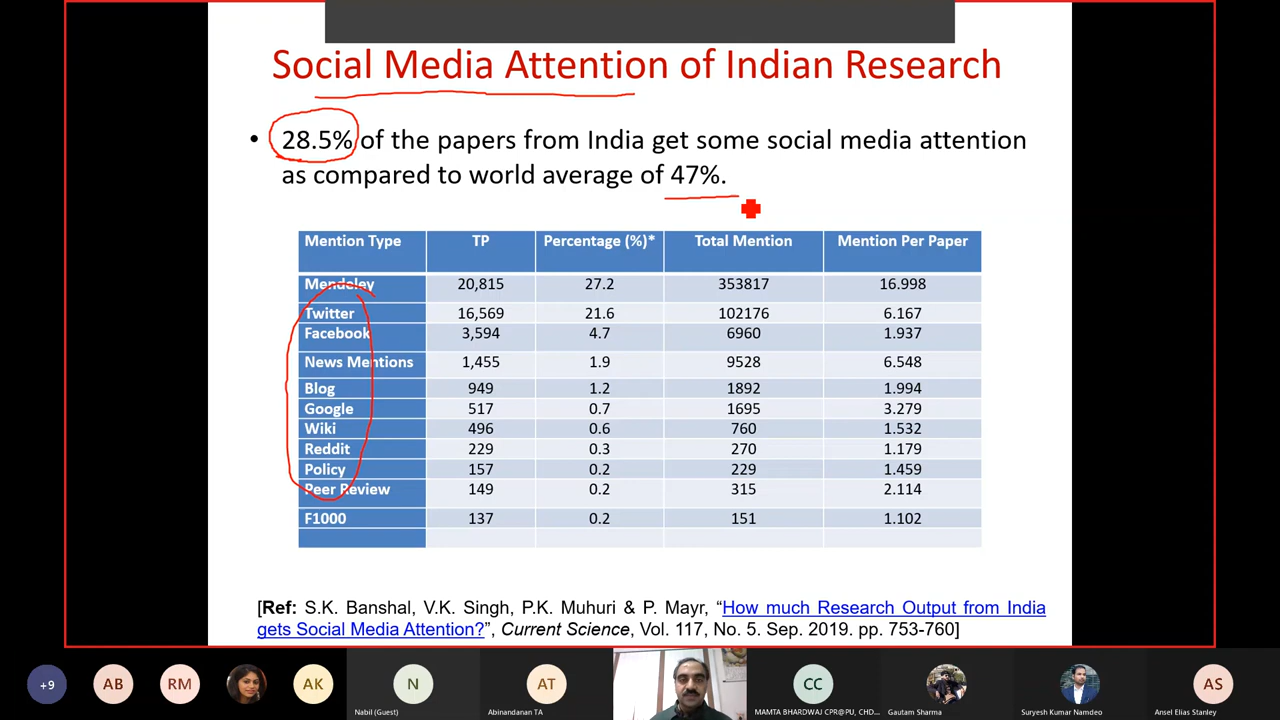 Social Media Attention of Indian Research
• 28.5% of the papers from India get some social media attention
as compared to world average of 47%.
Mention Type TP Percentage (%)* Total Mention Mention Per Paper
Mendeley 20,815 27.2 353817 16.998
Twitter 16,569 21.6 102176 6.167
Facebook 3,594 4.7 6960 1.937
News Mentions 1,455 1.9 9528 6.548
Blog 949 1.2 1892 1.994
Google 517 0.7 1695 3.279
Wiki 496 0.6 760 1.532
Reddit 229 0.3 270 1.179
Policy 157 0.2 229 1.459
Peer Review 149 0.2 315 2.114
F1000 137 0.2 151 1.102
[Ref: S.K. Banshal, V.K. Singh, P.K. Muhuri & P. Mayr, “How much Research Output from India
gets Social Media Attention?”, Current Science, Vol. 117, No. 5. Sep. 2019. pp. 753-760]
+9 AB RM AK N AT CC AS
Nabil (Guest) Abinandanan TA MAMTA BHARDWAJ CPR@PU, CHD... Gautam Sharma Suryesh Kumar Namdeo Ansel Elias Stanley